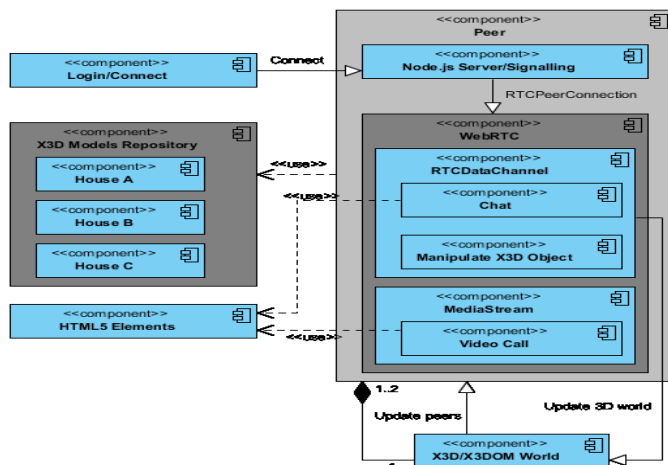 <<component>>
Peer
<<component>>
Login/Connect
Connect
<<component>>
Node.js Server/Signalling
RTCPeerConnection
<<component>>
X3D Models Repository
<<component>>
House A
<<component>>
House B
<<component>>
House C
<<use>>
<<use>>
<<component>>
WebRTC
<<component>>
RTCDataChannel
<<component>>
Chat
<<component>>
Manipulate X3D Object
<<component>>
HTML5 Elements
<<use>>
<<component>>
MediaStream
<<component>>
Video Call
1..2
Update peers
Update 3D world
<<component>>
X3D/X3DOM World